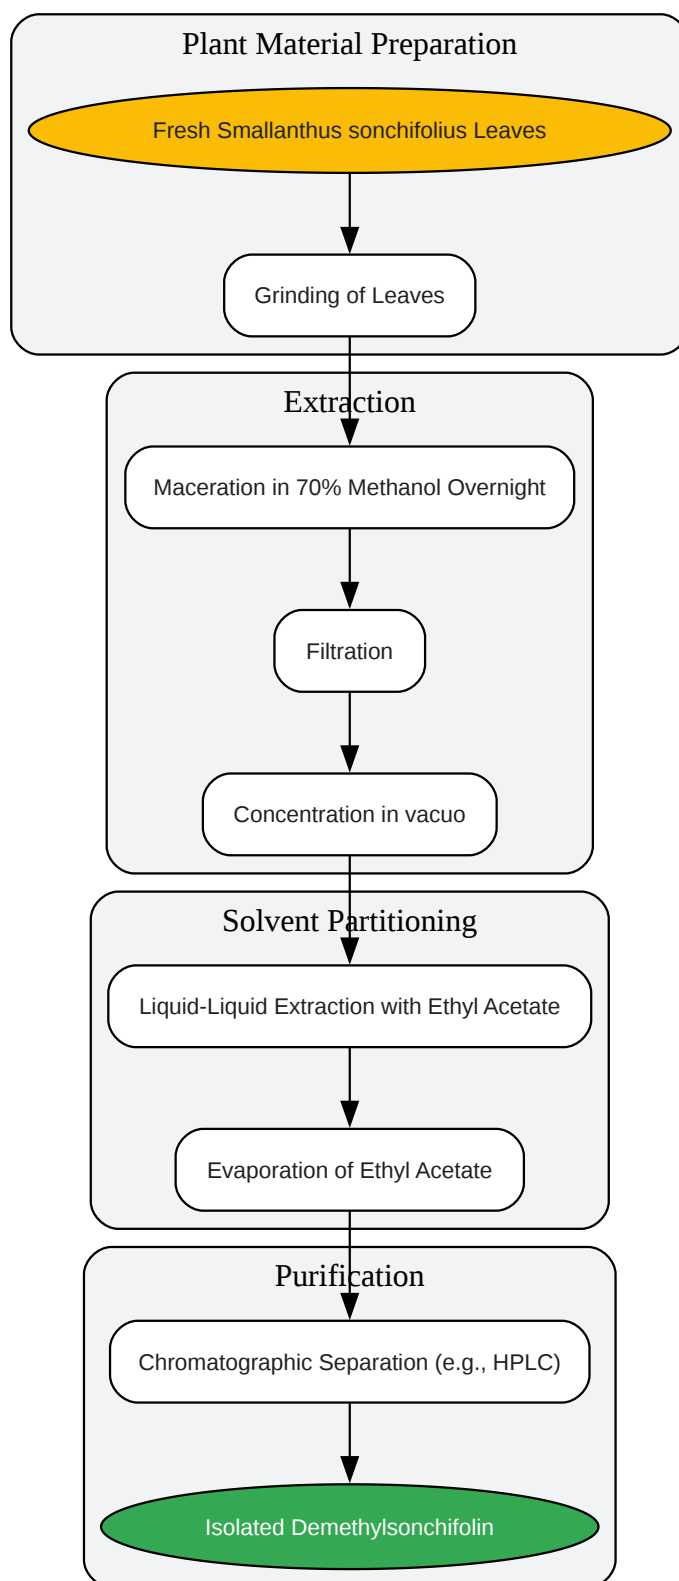 Plant Material Preparation
Fresh Smallanthus sonchifolius Leaves
Grinding of Leaves
Extraction
Maceration in 70% Methanol Overnight
Filtration
Concentration in vacuo
Solvent Partitioning
Liquid-Liquid Extraction with Ethyl Acetate
Evaporation of Ethyl Acetate
Purification
Chromatographic Separation (e.g., HPLC)
Isolated Demethylsonchifolin